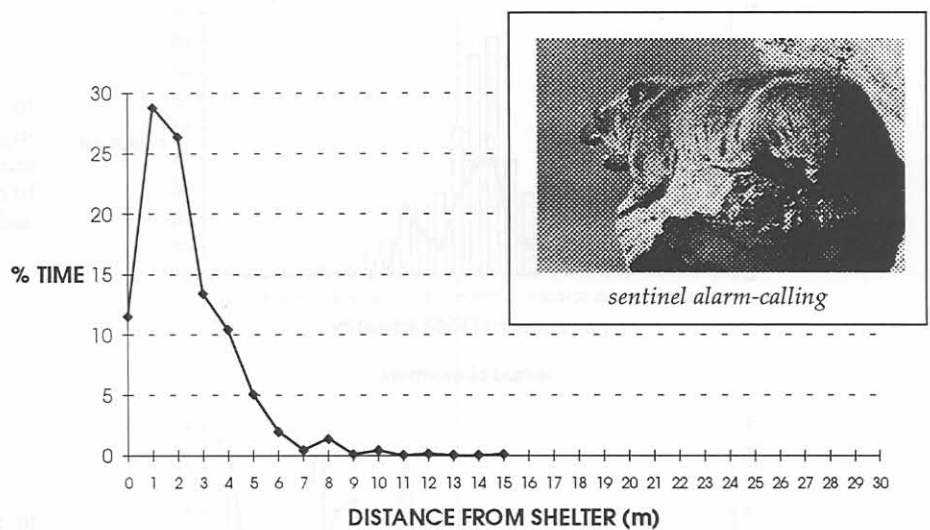 30
25
20
% TIME 15
10
5
0
0 1 2 3 4 5 6 7 8 9 10 11 12 13 14 15 16 17 18 19 20 21 22 23 24 25 26 27 28 29 30
DISTANCE FROM SHELTER (m)
sentinel alarm-calling